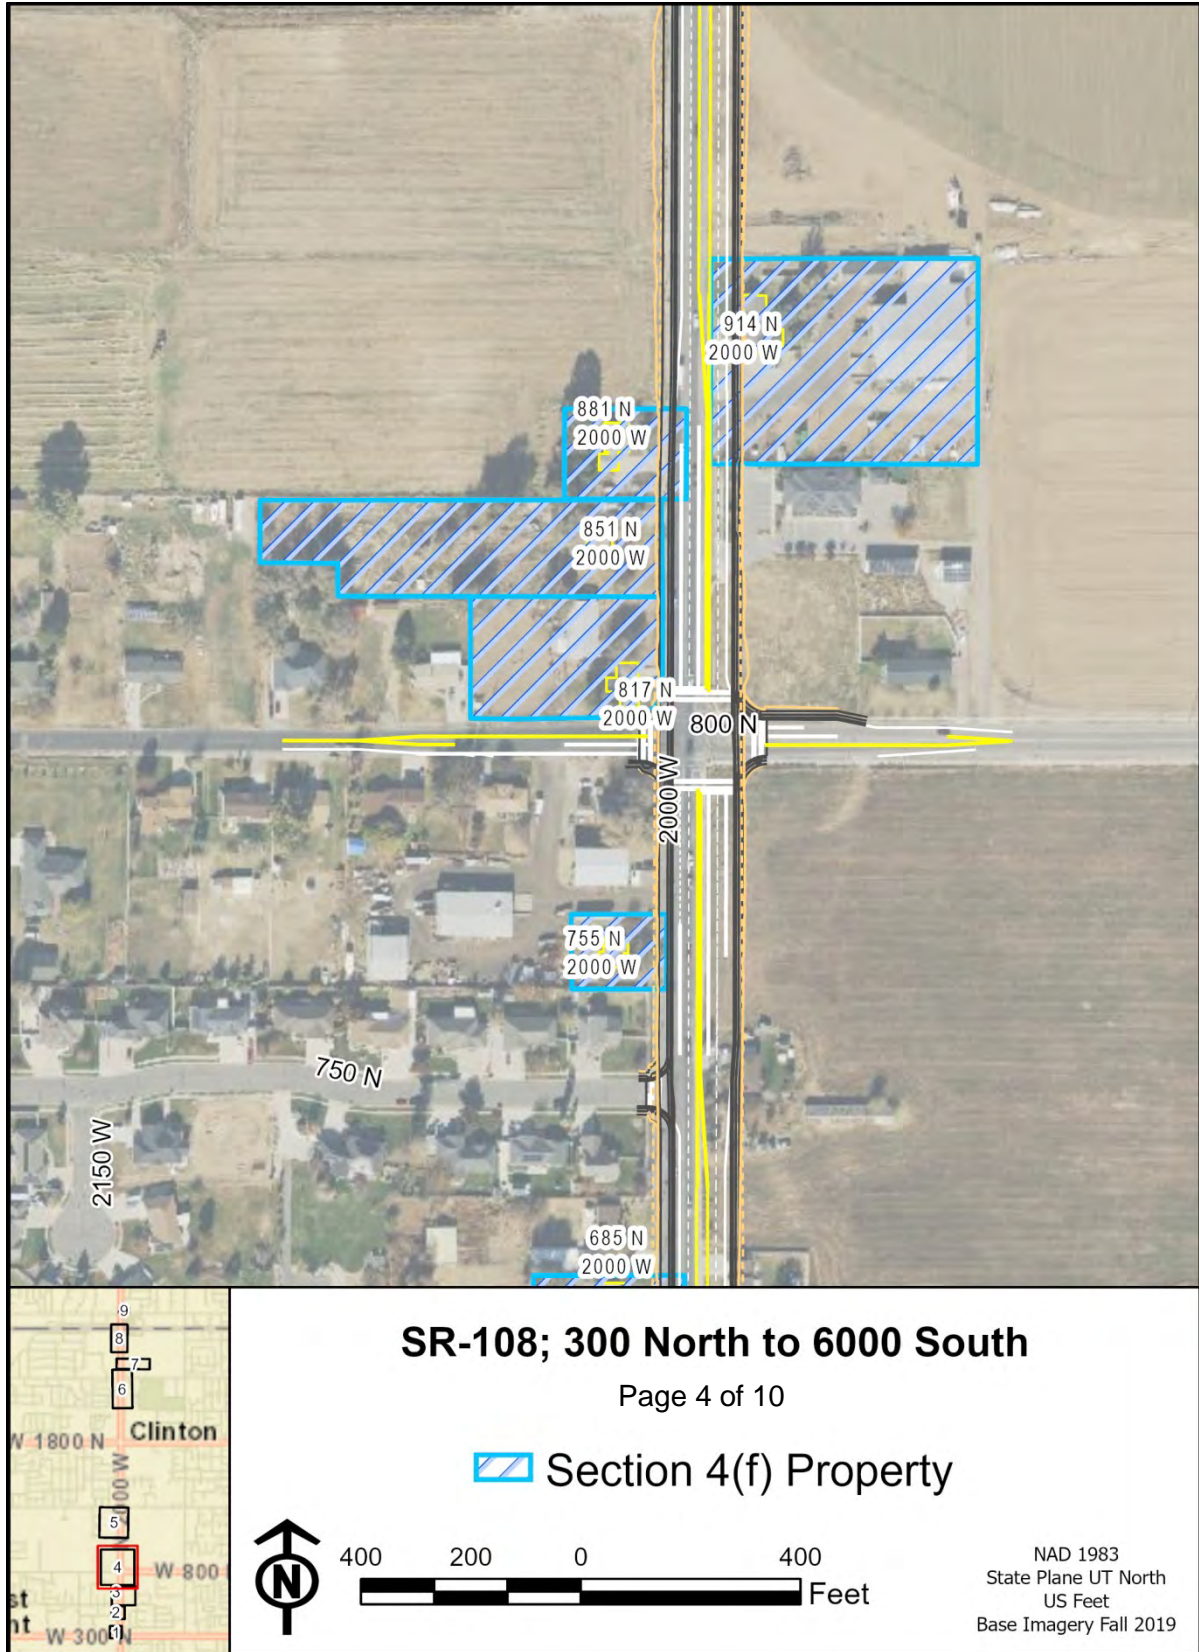 914 N
2000 W
881 N
2000 W
851 N
2000 W
817 N
2000 W
800 N
2000 W
755 N
2000 W
750 N
2150 W
685 N
2000 W
9
8
7
6
Clinton
W 1800 N
2000 W
5
4
W 800
3
2
1
W 300 N
SR-108; 300 North to 6000 South
Page 4 of 10
Section 4(f) Property
N
400 200 0 400
Feet
NAD 1983
State Plane UT North
US Feet
Base Imagery Fall 2019